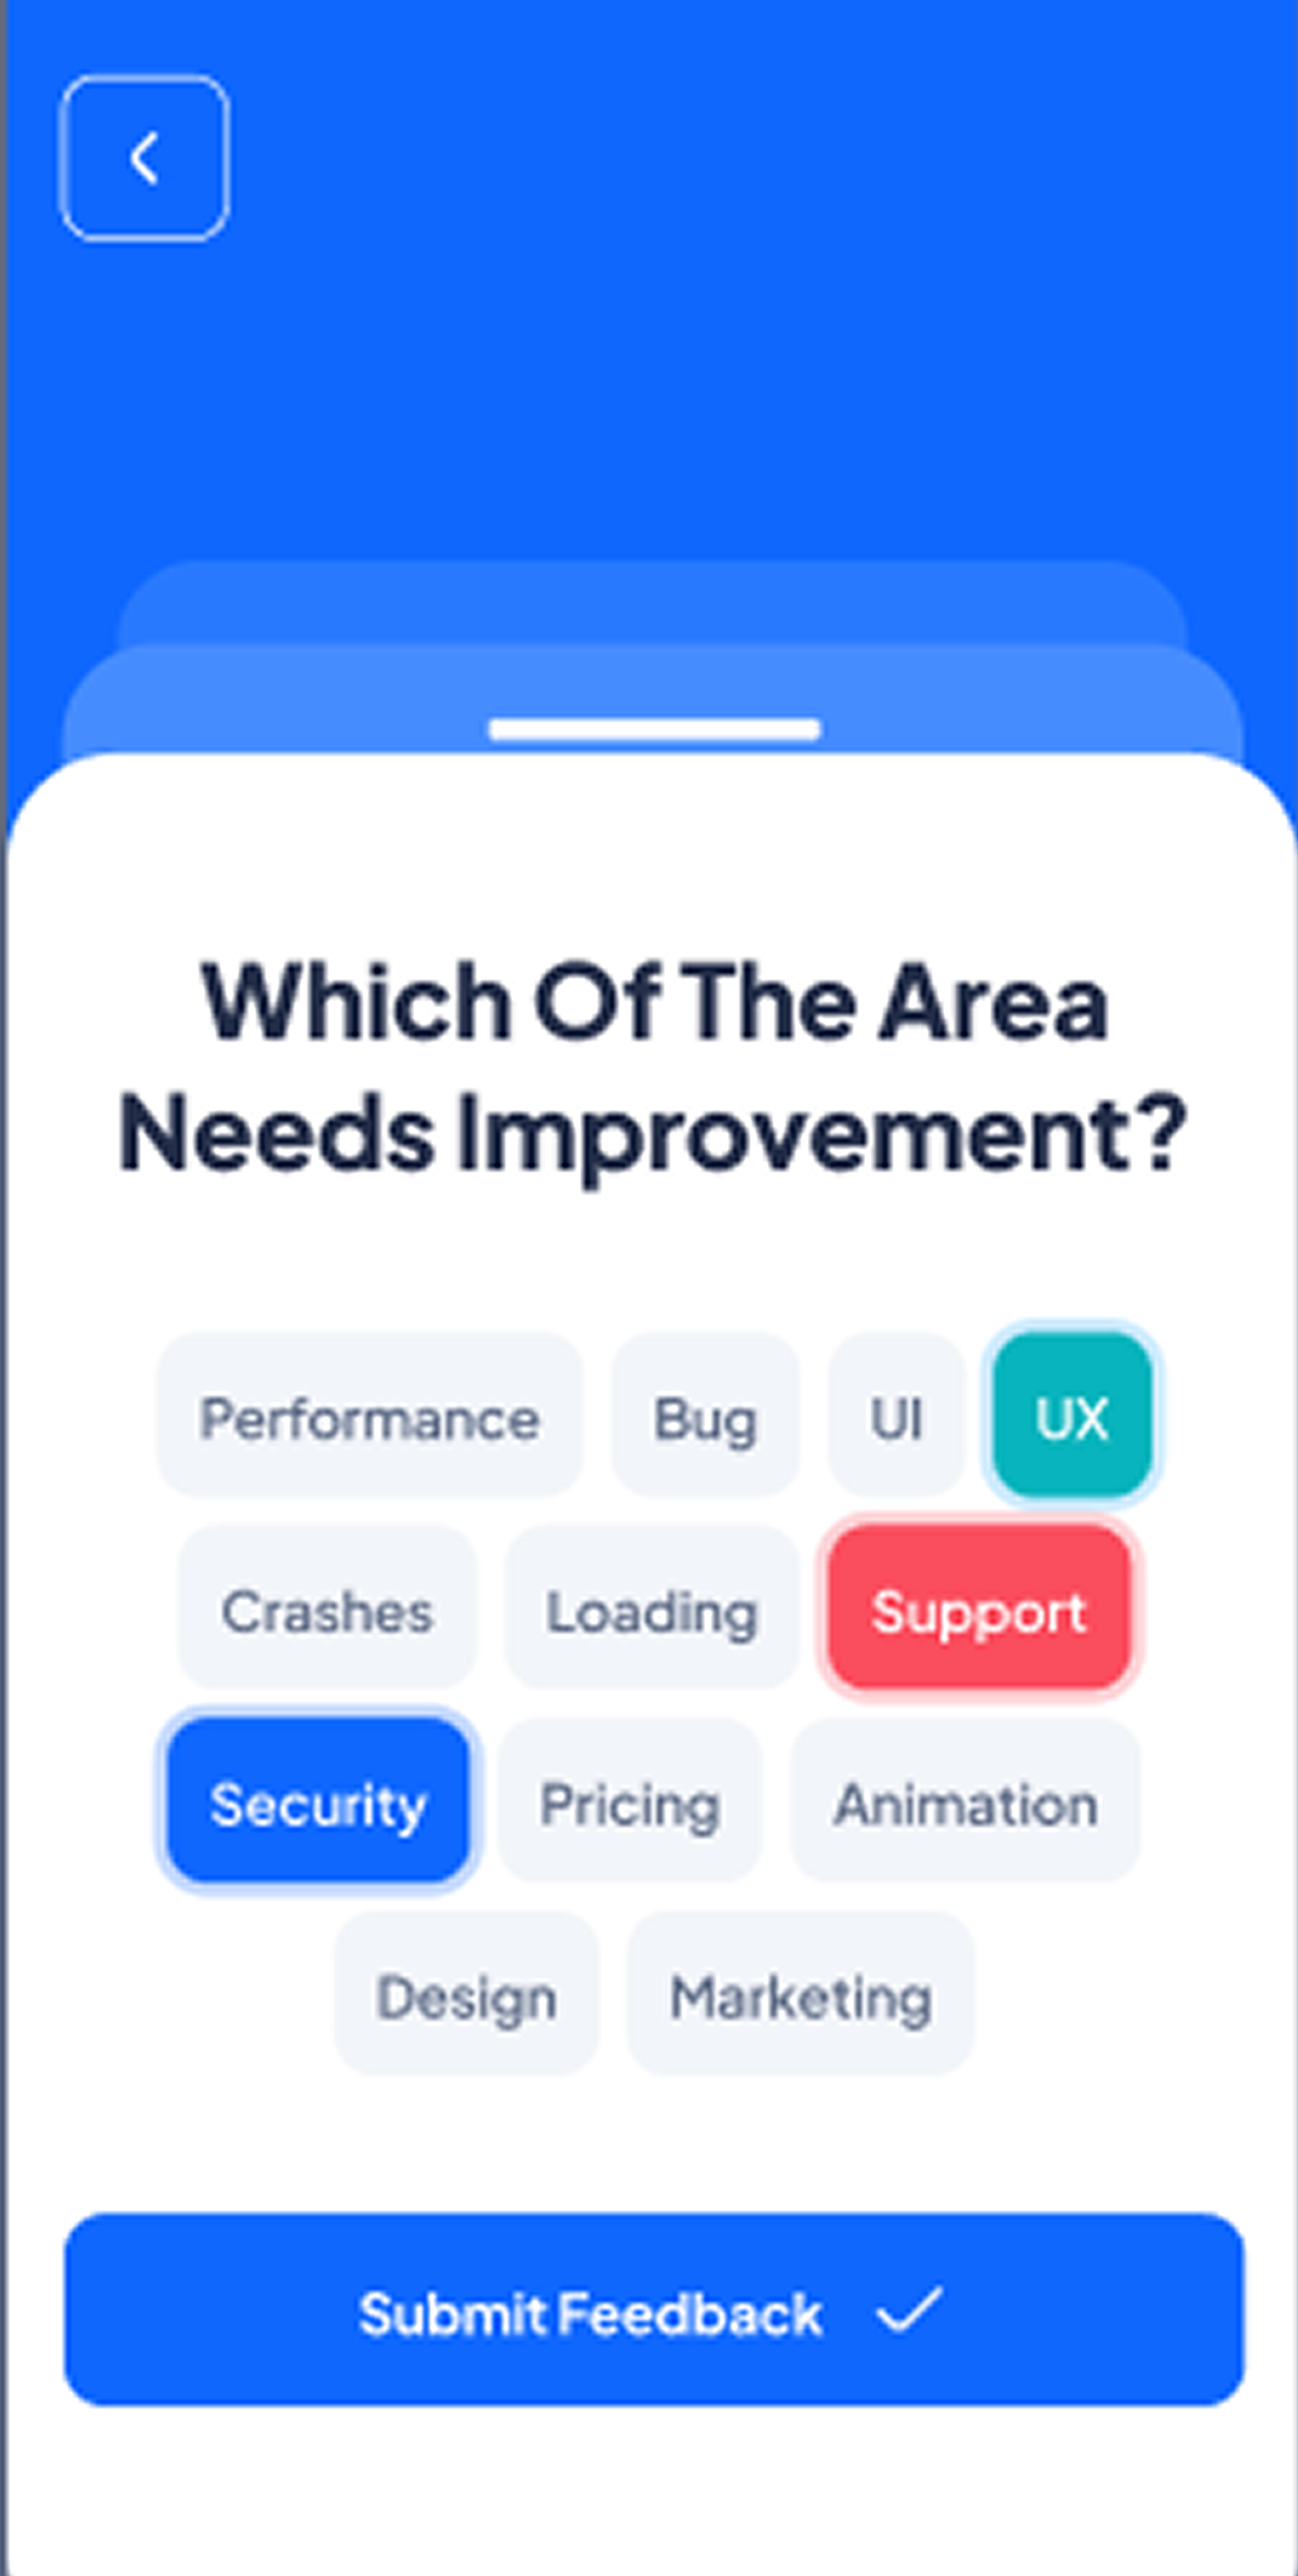 Which Of The Area
Needs Improvement?
Performance Bug UI UX
Crashes Loading Support
Security Pricing Animation
Design Marketing
Submit Feedback